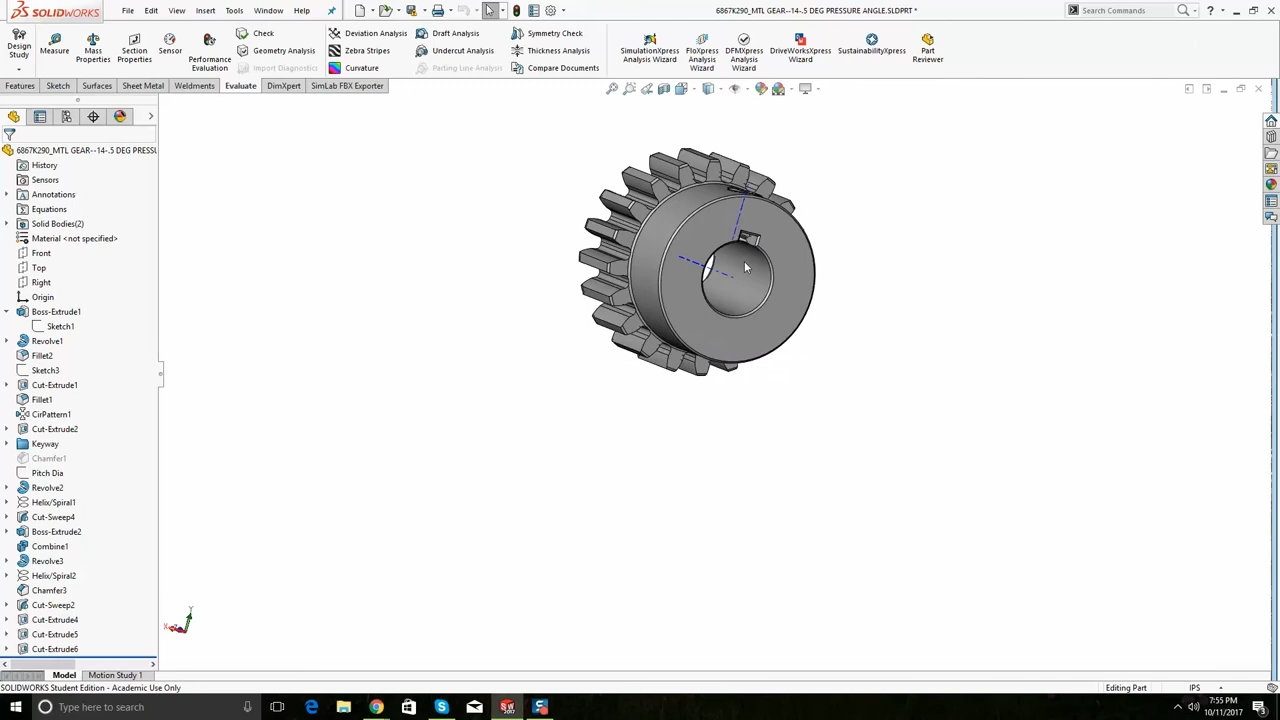 SOLIDWORKS
File Edit View Insert Tools Window Help
6867K290_MTL GEAR--14-.5 DEG PRESSURE ANGLE.SLDPRT *
Search Commands
Design Study
Measure
Mass Properties
Section Properties
Sensor
Performance Evaluation
Check
Geometry Analysis
Import Diagnostics
Deviation Analysis
Zebra Stripes
Curvature
Draft Analysis
Undercut Analysis
Parting Line Analysis
Symmetry Check
Thickness Analysis
Compare Documents
SimulationXpress Analysis Wizard
FloXpress Analysis Wizard
DFMXpress Analysis Wizard
DriveWorksXpress Wizard
SustainabilityXpress
Part Reviewer
Features Sketch Surfaces Sheet Metal Weldments Evaluate DimXpert SimLab FBX Exporter
6867K290_MTL GEAR--14-.5 DEG PRESSU
History
Sensors
Annotations
Equations
Solid Bodies(2)
Material <not specified>
Front
Top
Right
Origin
Boss-Extrude1
Sketch1
Revolve1
Fillet2
Sketch3
Cut-Extrude1
Fillet1
CirPattern1
Cut-Extrude2
Keyway
Chamfer1
Pitch Dia
Revolve2
Helix/Spiral1
Cut-Sweep4
Boss-Extrude2
Combine1
Revolve3
Helix/Spiral2
Chamfer3
Cut-Sweep2
Cut-Extrude4
Cut-Extrude5
Cut-Extrude6
Y
X
Model Motion Study 1
SOLIDWORKS Student Edition - Academic Use Only
Editing Part
IPS
Type here to search
7:55 PM
10/11/2017